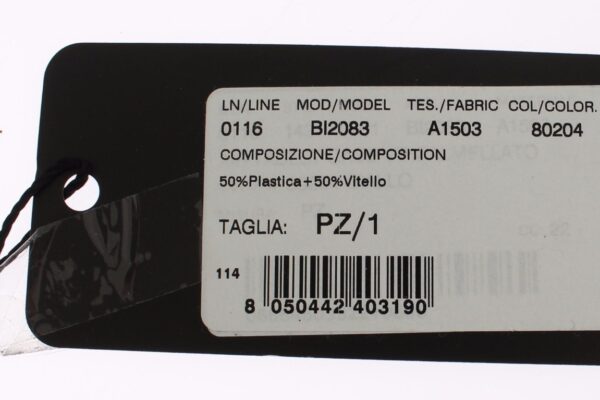 LN/LINE MOD/MODEL TES./FABRIC COL/COLOR.
0116 BI2083 A1503 80204
COMPOSIZIONE/COMPOSITION
50%Plastica+50%Vitello
TAGLIA: PZ/1
114
8 050442 403190